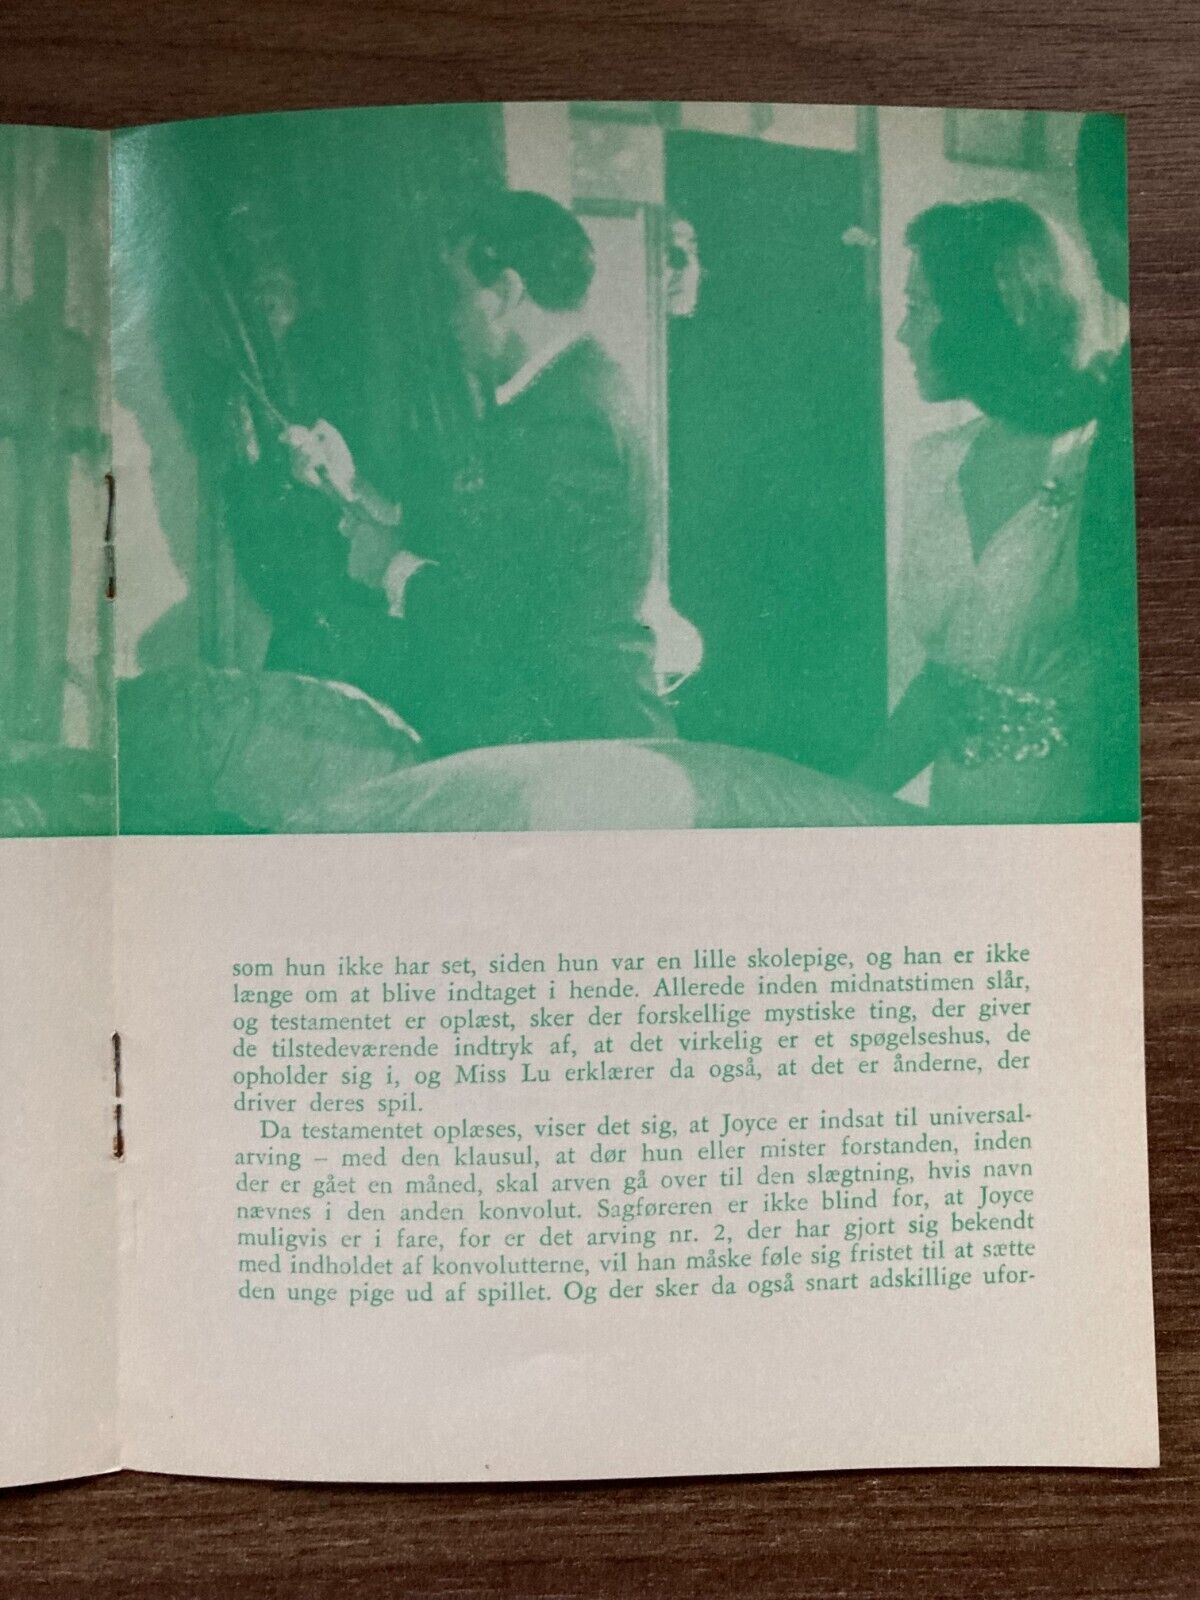 som hun ikke har set, siden hun var en lille skolepige, og han er ikke
længe om at blive indtaget i hende. Allerede inden midnatstimen slår,
og testamentet er oplæst, sker der forskellige mystiske ting, der giver
de tilstedeværende indtryk af, at det virkelig er et spøgelseshus, de
opholder sig i, og Miss Lu erklærer da også, at det er ånderne, der
driver deres spil.
Da testamentet oplæses, viser det sig, at Joyce er indsat til universal-
arving – med den klausul, at dør hun eller mister forstanden, inden
der er gået en måned, skal arven gå over til den slægtning, hvis navn
nævnes i den anden konvolut. Sagføreren er ikke blind for, at Joyce
muligvis er i fare, for er det arving nr. 2, der har gjort sig bekendt
med indholdet af konvolutterne, vil han måske føle sig fristet til at sætte
den unge pige ud af spillet. Og der sker da også snart adskillige ufor-